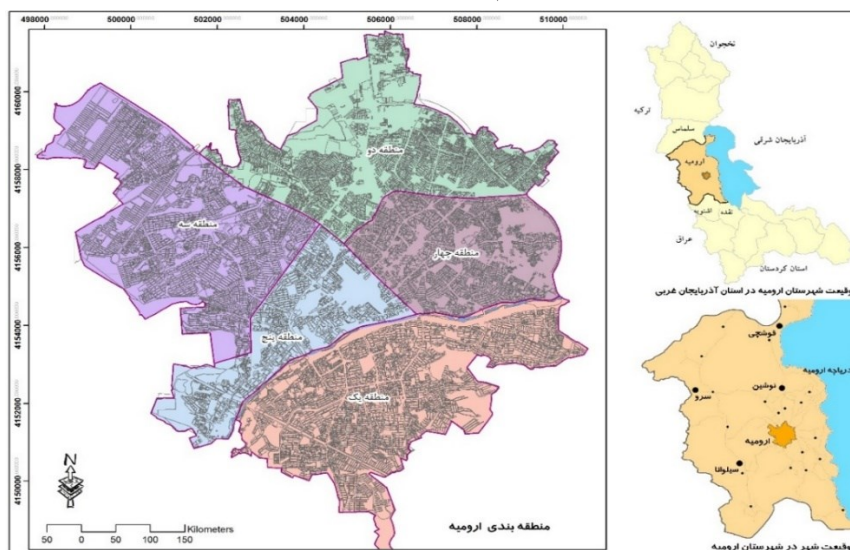 498000 500000 502000 504000 506000 508000 510000
4160000
4158000
4156000
4154000
4152000
4150000
منطقه دو
منطقه سه
منطقه چهار
منطقه پنج
منطقه یک
N
50 0 50 100 150
Kilometers
منطقه بندی ارومیه
نخجوان
ترکیه
سلماس
آذربایجان شرقی
ارومیه
اشنویه
نقده
عراق
استان کردستان
وقیعت شهرستان ارومیه در استان آذربایجان غربی
قوشچی
دریاچه ارومیه
نوشین
سرو
ارومیه
سیلوانا
وقیعت شهر در شهرستان ارومیه